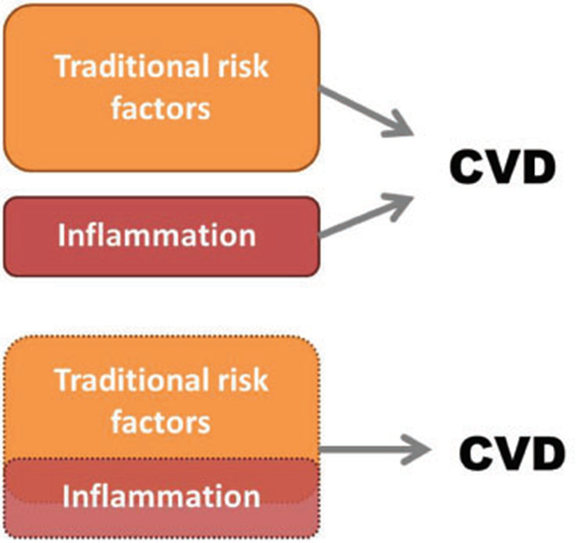 Traditional risk
factors
CVD
Inflammation
Traditional risk
factors
CVD
Inflammation